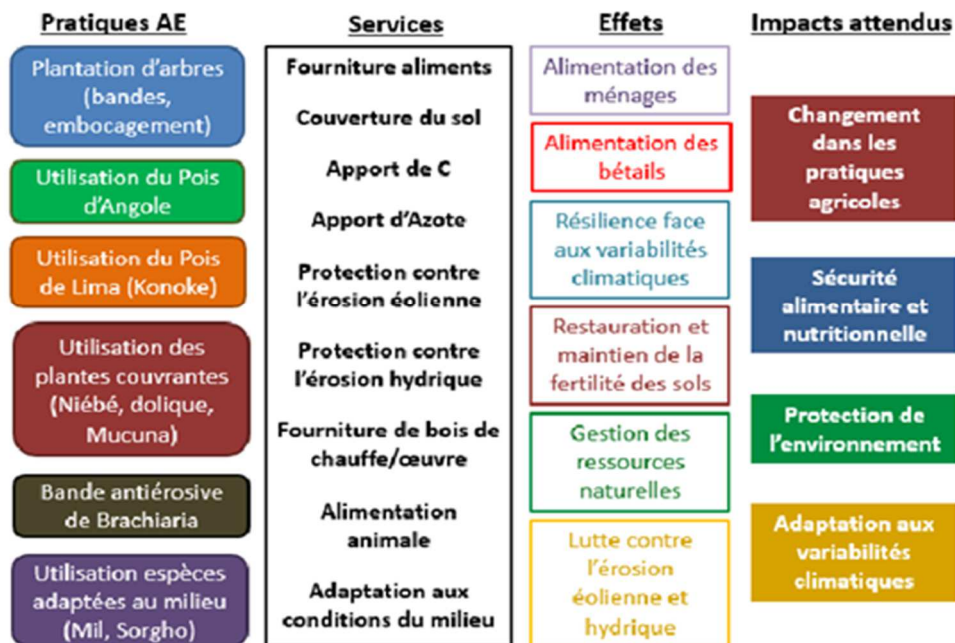 Pratiques AE
Plantation d'arbres
(bandes,
embocagement)
Utilisation du Pois
d'Angole
Utilisation du Pois
de Lima (Konoke)
Utilisation des
plantes couvrantes
(Niébé, dolique,
Mucuna)
Bande antiérosive
de Brachiaria
Utilisation espèces
adaptées au milieu
(Mil, Sorgho)
Services
Fourniture aliments
Couverture du sol
Apport de C
Apport d'Azote
Protection contre
l'érosion éolienne
Protection contre
l'érosion hydrique
Fourniture de bois de
chauffe/œuvre
Alimentation
animale
Adaptation aux
conditions du milieu
Effets
Alimentation des
ménages
Alimentation des
bétails
Résilience face
aux variabilités
climatiques
Restauration et
maintien de la
fertilité des sols
Gestion des
ressources
naturelles
Lutte contre
l'érosion
éolienne et
hydrique
Impacts attendus
Changement
dans les
pratiques
agricoles
Sécurité
alimentaire et
nutritionnelle
Protection de
l'environnement
Adaptation aux
variabilités
climatiques